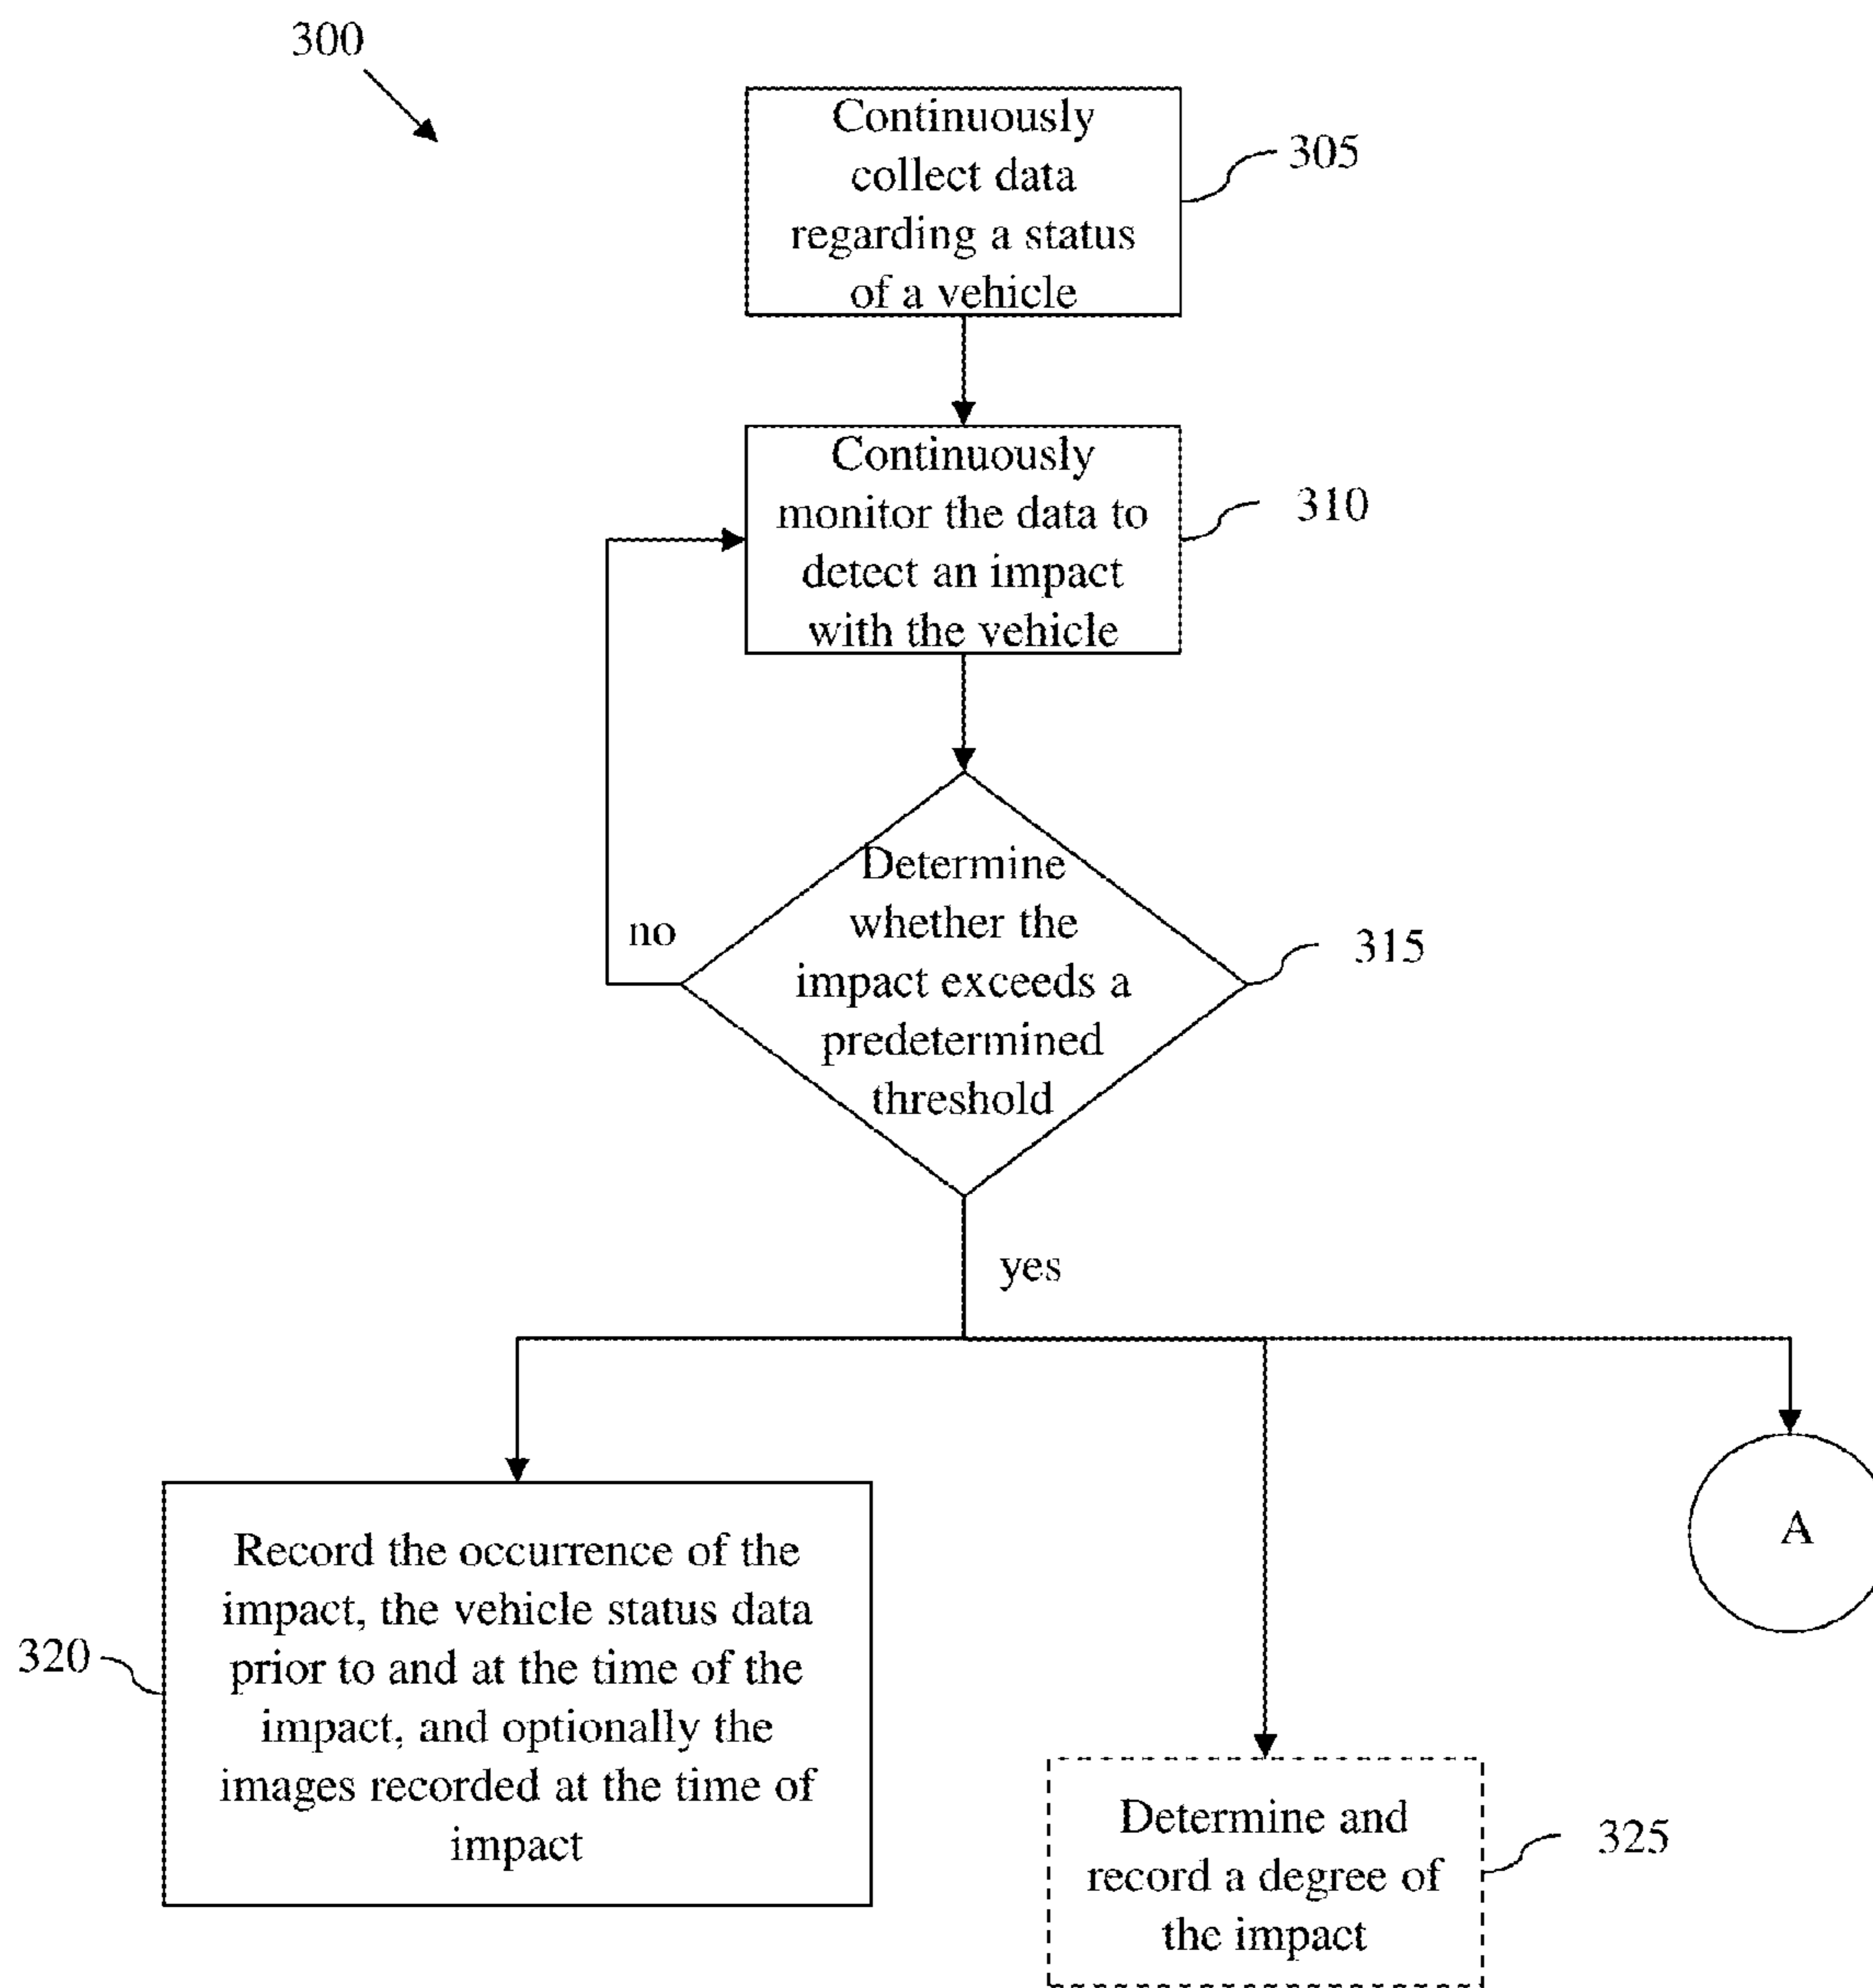 300
Continuously
collect data
regarding a status
of a vehicle
305
Continuously
monitor the data to
detect an impact
with the vehicle
310
Determine
whether the
impact exceeds a
predetermined
threshold
no
315
yes
A
Record the occurrence of the
impact, the vehicle status data
prior to and at the time of the
impact, and optionally the
images recorded at the time of
impact
320
Determine and
record a degree of
the impact
325